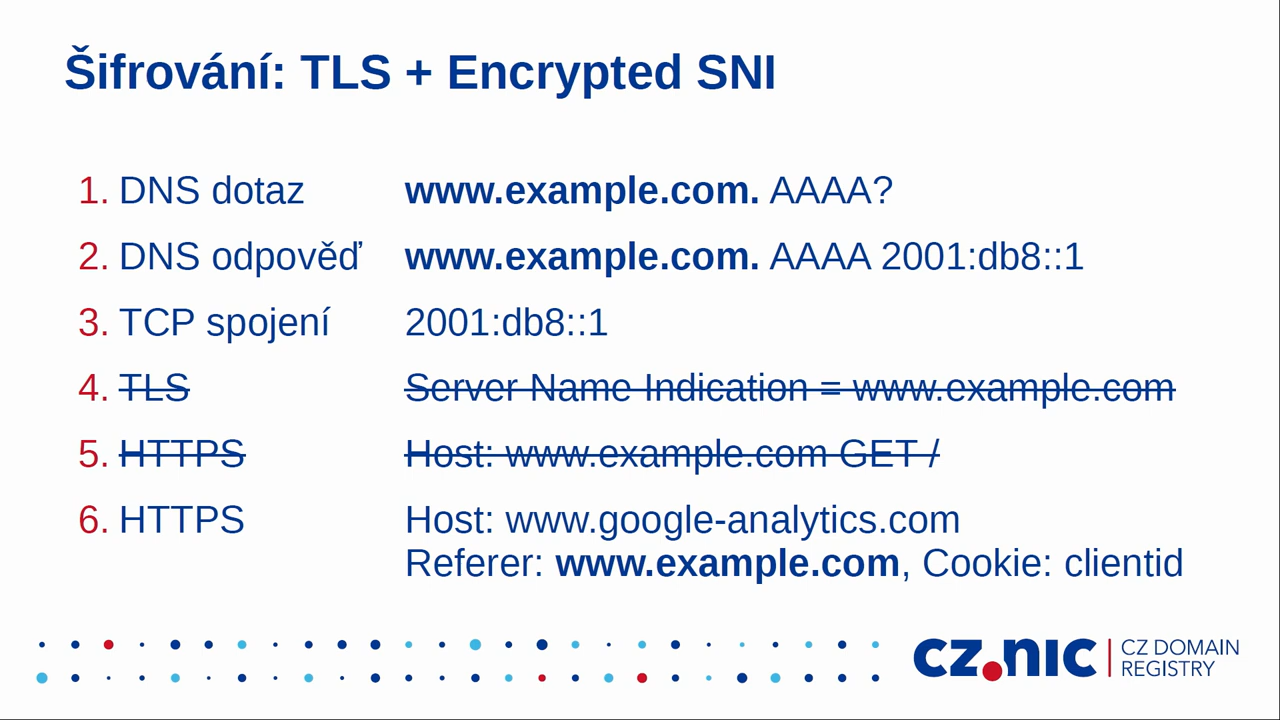 Šifrování: TLS + Encrypted SNI
1. DNS dotaz www.example.com. AAAA?
2. DNS odpověď www.example.com. AAAA 2001:db8::1
3. TCP spojení 2001:db8::1
4. TLS Server Name Indication = www.example.com
5. HTTPS Host: www.example.com GET /
6. HTTPS Host: www.google-analytics.com
Referer: www.example.com, Cookie: clientid
CZ.NIC CZ DOMAIN
REGISTRY